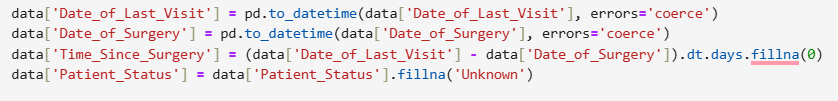 data['Date_of_Last_Visit'] = pd.to_datetime(data['Date_of_Last_Visit'], errors='coerce')
data['Date_of_Surgery'] = pd.to_datetime(data['Date_of_Surgery'], errors='coerce')
data['Time_Since_Surgery'] = (data['Date_of_Last_Visit'] - data['Date_of_Surgery']).dt.days.fillna(0)
data['Patient_Status'] = data['Patient_Status'].fillna('Unknown')